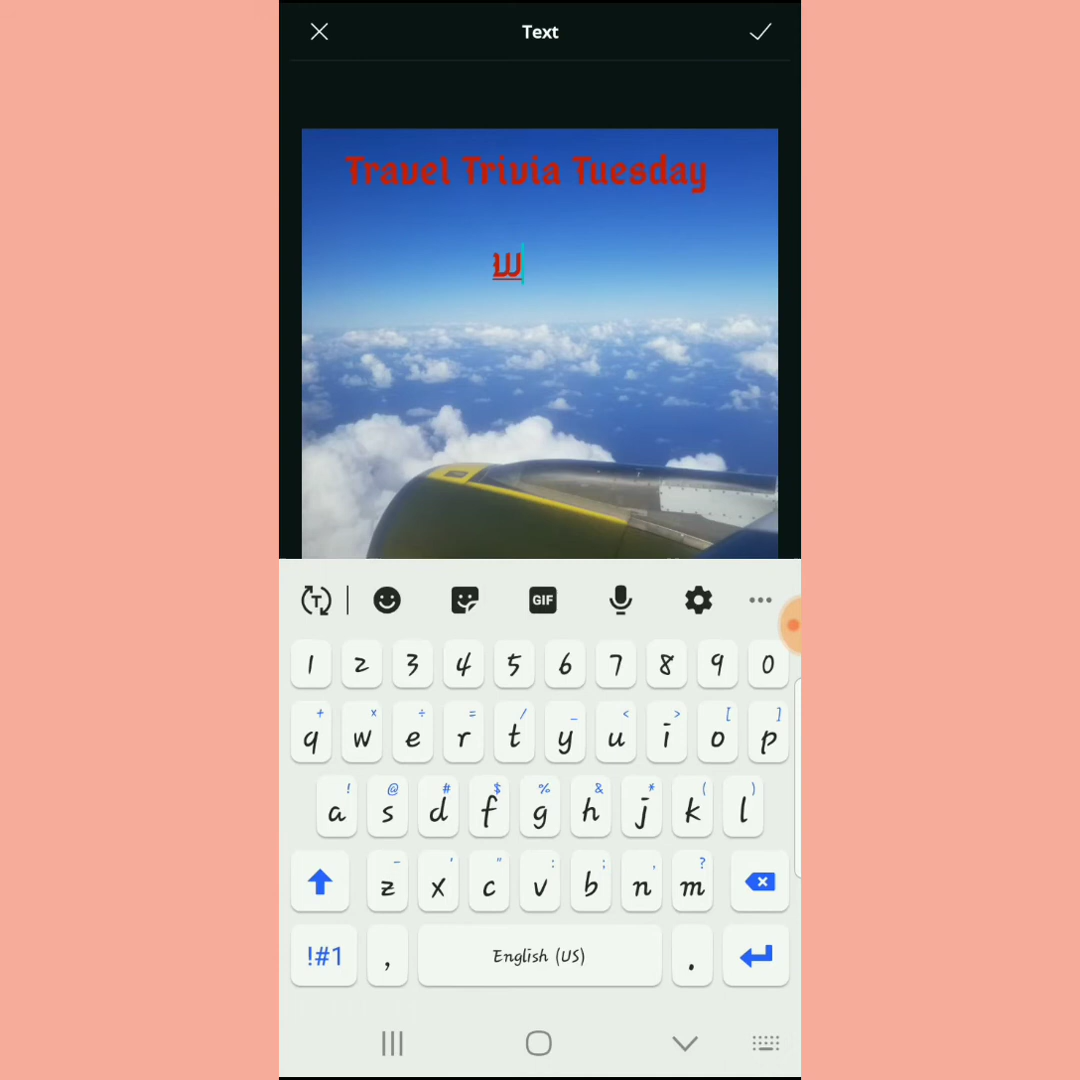 Text
Travel Trivia Tuesday
W
GIF
1 2 3 4 5 6 7 8 9 0
+ × ÷ = / _ < > [ ]
q w e r t y u i o p
! @ # $ % & * ( )
a s d f g h j k l
- ' " : ; , ?
z x c v b n m
!#1 , English (US) .